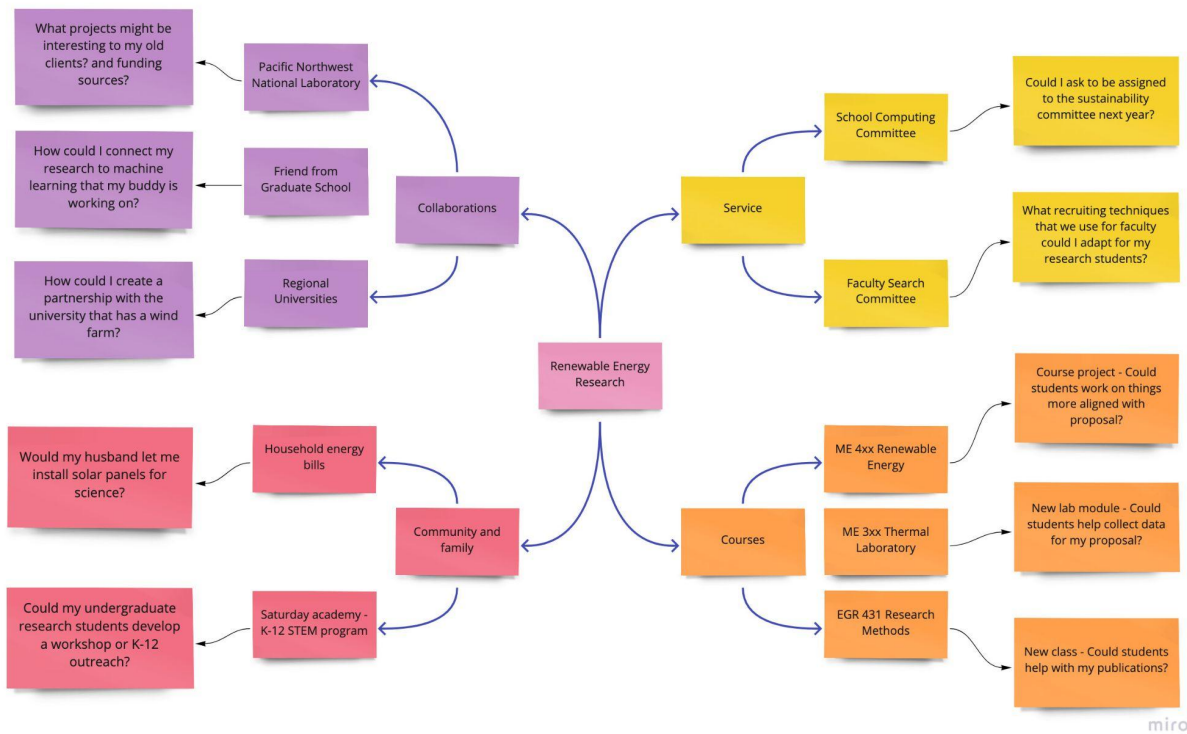 What projects might be
interesting to my old
clients? and funding
sources?
Pacific Northwest
National Laboratory
How could I connect my
research to machine
learning that my buddy is
working on?
Friend from
Graduate School
Collaborations
How could I create a
partnership with the
university that has a wind
farm?
Regional
Universities
School Computing
Committee
Could I ask to be assigned
to the sustainability
committee next year?
Service
What recruiting techniques
that we use for faculty
could I adapt for my
research students?
Faculty Search
Committee
Renewable Energy
Research
Would my husband let me
install solar panels for
science?
Household energy
bills
Community and
family
Could my undergraduate
research students develop
a workshop or K-12
outreach?
Saturday academy -
K-12 STEM program
Course project - Could
students work on things
more aligned with
proposal?
ME 4xx Renewable
Energy
Courses
ME 3xx Thermal
Laboratory
New lab module - Could
students help collect data
for my proposal?
EGR 431 Research
Methods
New class - Could students
help with my publications?
miro